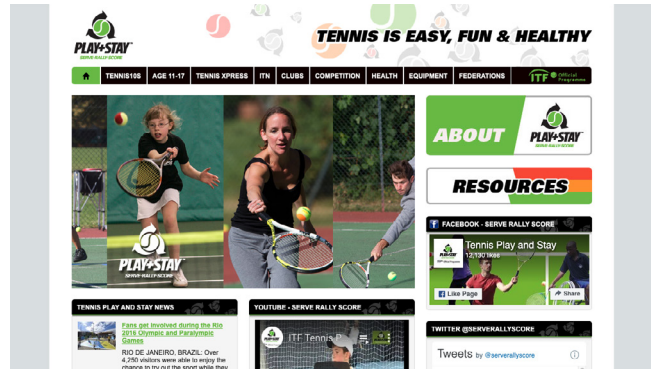 PLAY+STAY
SERVE-RALLY-SCORE
TENNIS IS EASY, FUN & HEALTHY
TENNIS10S AGE 11-17 TENNIS XPRESS ITN CLUBS COMPETITION HEALTH EQUIPMENT FEDERATIONS ITF Official Programme
PLAY+STAY
SERVE-RALLY-SCORE
ABOUT PLAY+STAY
SERVE-RALLY-SCORE
RESOURCES
FACEBOOK - SERVE RALLY SCORE
Tennis Play and Stay
12,130 likes
Like Page Share
TENNIS PLAY AND STAY NEWS
Fans get involved during the Rio
2016 Olympic and Paralympic
Games
RIO DE JANEIRO, BRAZIL: Over
4,250 visitors were able to enjoy the
chance to try out the sport while they
YOUTUBE - SERVE RALLY SCORE
ITF Tennis P
TWITTER @SERVERALLYSCORE
Tweets by @serverallyscore